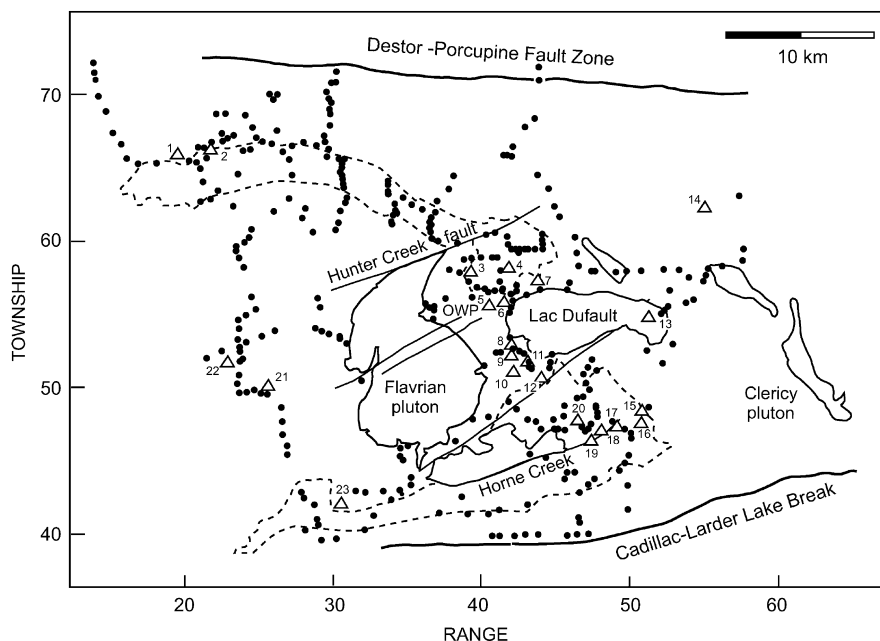 Destor -Porcupine Fault Zone
10 km
70
1
2
14
60
Hunter Creek fault
3
4
7
5
OWP
6
Lac Dufault
13
TOWNSHIP
8
9
11
22
10
12
21
50
Flavrian
pluton
Clericy
pluton
20
17
15
18
16
19
Horne Creek
23
40
Cadillac-Larder Lake Break
20
30
40
50
60
RANGE